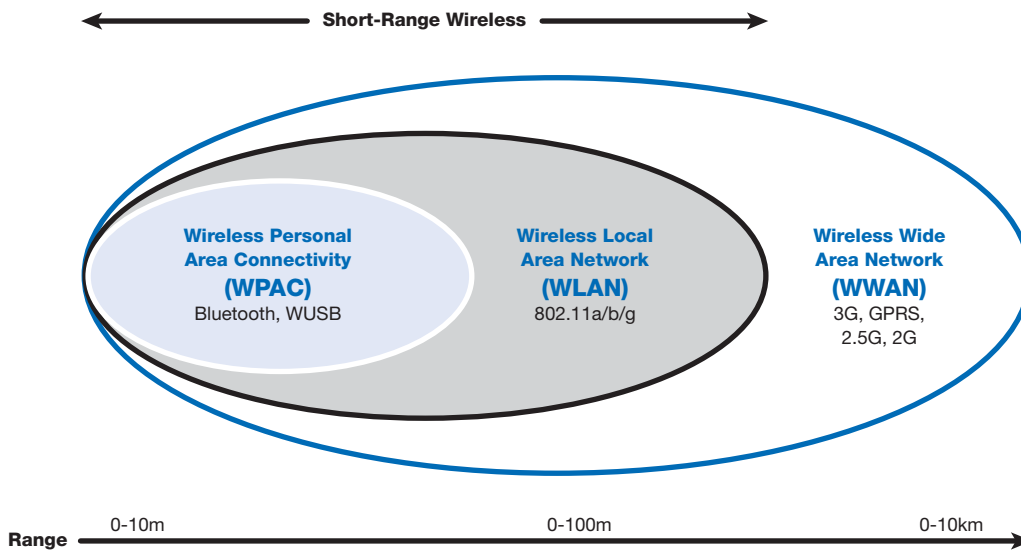 Short-Range Wireless
Wireless Personal
Area Connectivity
(WPAC)
Bluetooth, WUSB
Wireless Local
Area Network
(WLAN)
802.11a/b/g
Wireless Wide
Area Network
(WWAN)
3G, GPRS,
2.5G, 2G
0-10m
0-100m
0-10km
Range